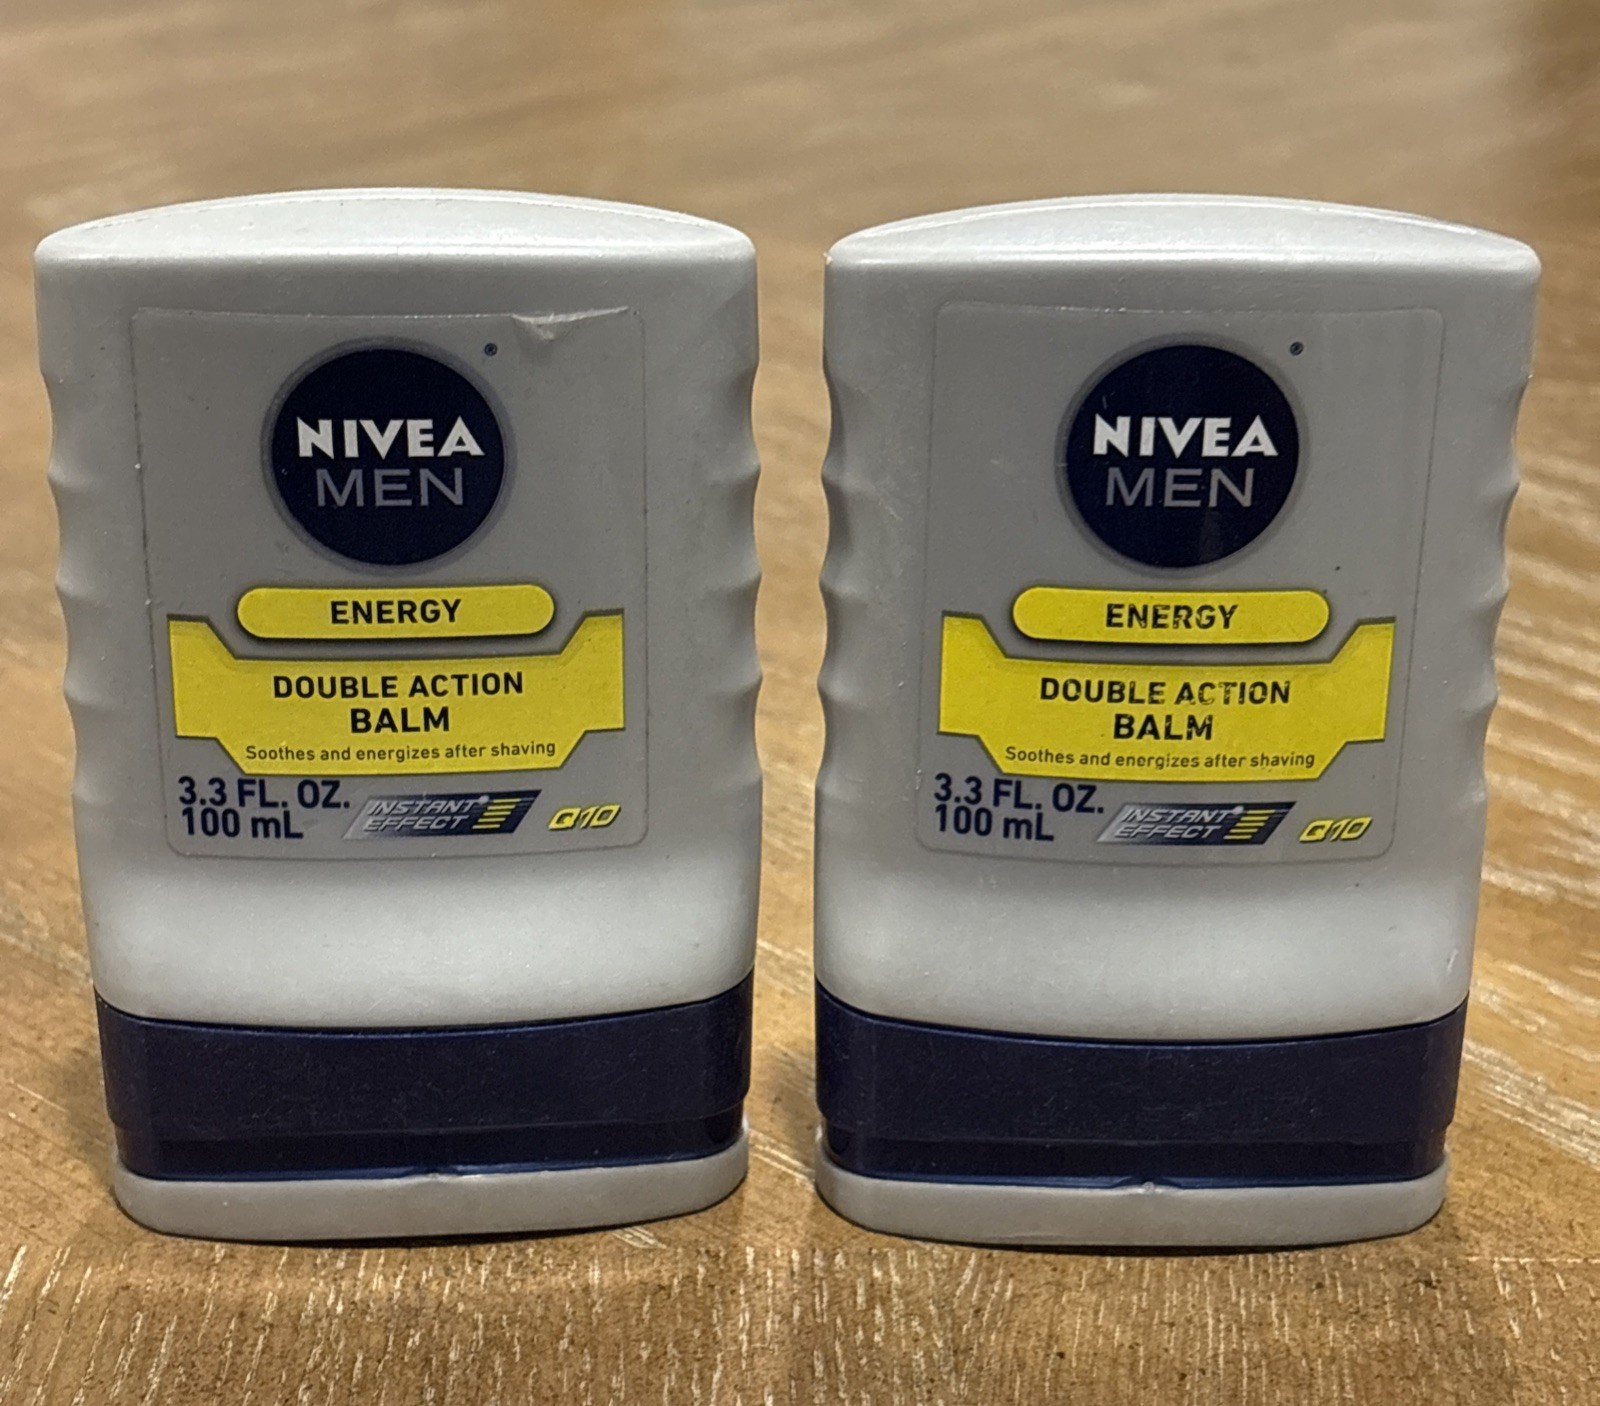 ®
NIVEA
MEN
ENERGY
DOUBLE ACTION
BALM
Soothes and energizes after shaving
3.3 FL. OZ.
100 mL
INSTANT
EFFECT
Q10
®
NIVEA
MEN
ENERGY
DOUBLE ACTION
BALM
Soothes and energizes after shaving
3.3 FL. OZ.
100 mL
INSTANT
EFFECT
Q10